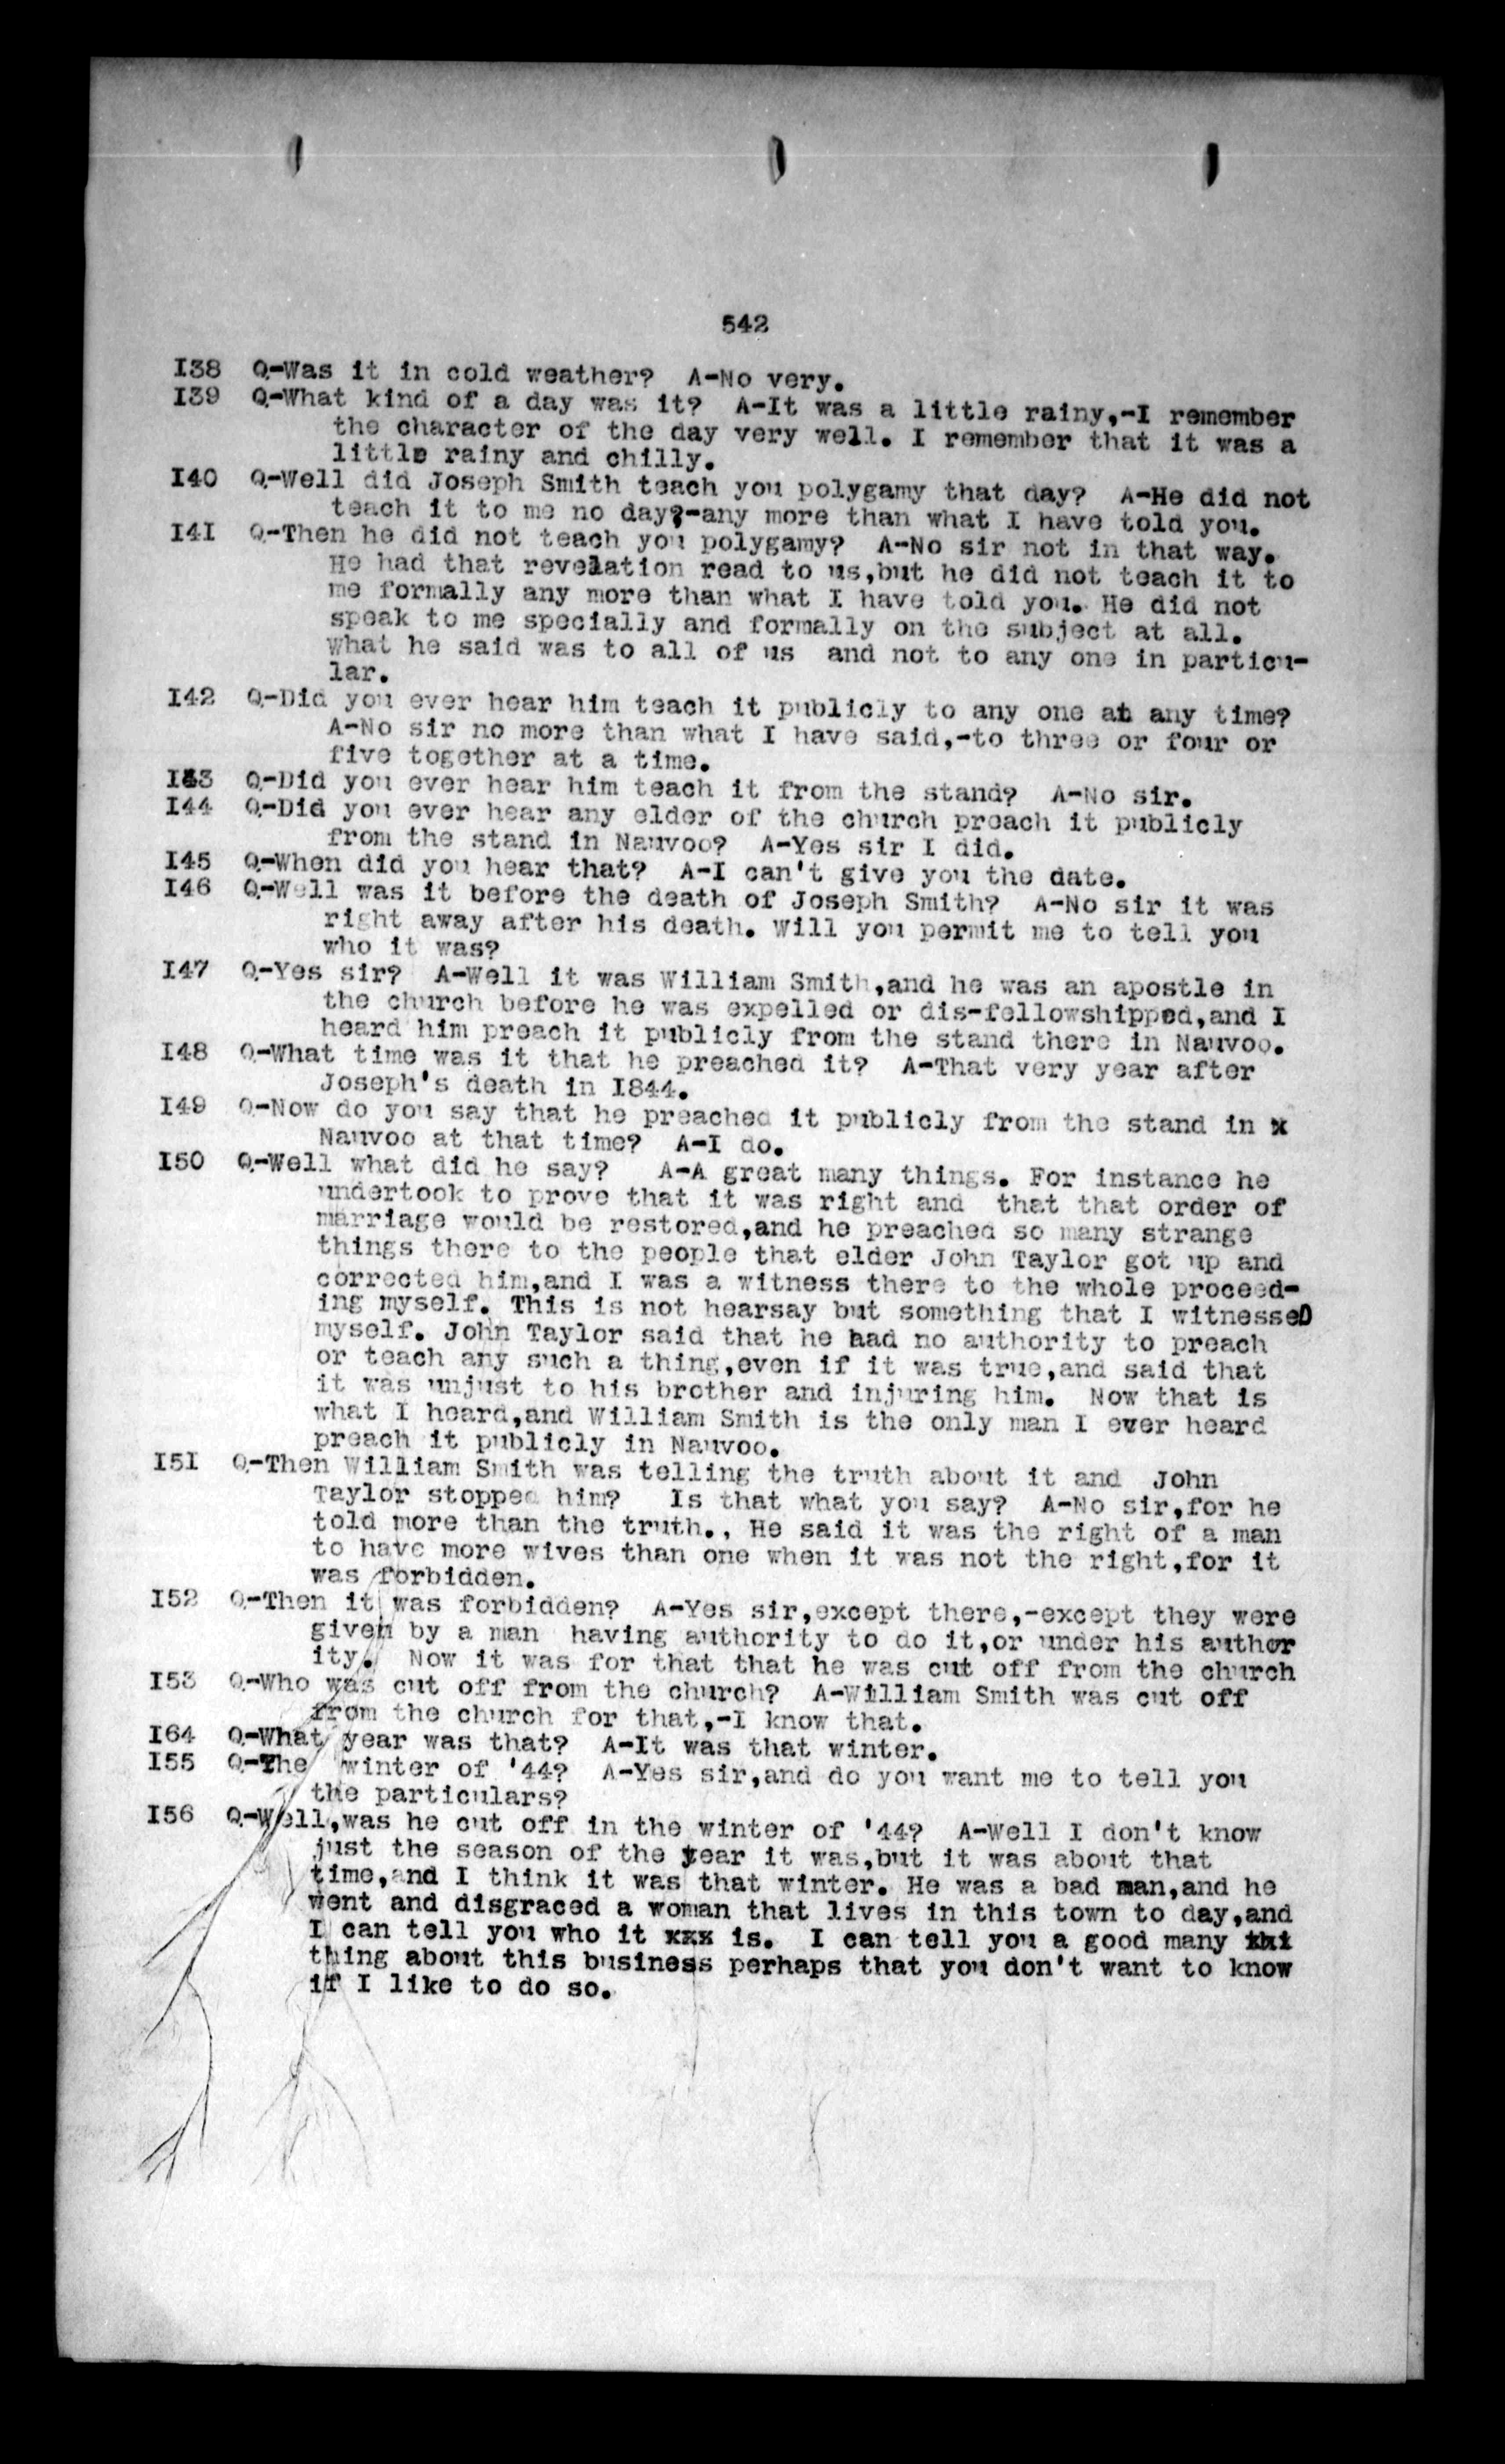 542
I38 Q-Was it in cold weather? A-No very.
I39 Q-What kind of a day was it? A-It was a little rainy,-I remember
the character of the day very well. I remember that it was a
little rainy and chilly.
I40 Q-Well did Joseph Smith teach you polygamy that day? A-He did not
teach it to me no day?-any more than what I have told you.
I4I Q-Then he did not teach you polygamy? A-No sir not in that way.
He had that revelation read to us,but he did not teach it to
me formally any more than what I have told you. He did not
speak to me specially and formally on the subject at all.
What he said was to all of us and not to any one in particu-
lar.
I42 Q-Did you ever hear him teach it publicly to any one at any time?
A-No sir no more than what I have said,-to three or four or
five together at a time.
I43 Q-Did you ever hear him teach it from the stand? A-No sir.
I44 Q-Did you ever hear any elder of the church preach it publicly
from the stand in Nauvoo? A-Yes sir I did.
I45 Q-When did you hear that? A-I can't give you the date.
I46 Q-Well was it before the death of Joseph Smith? A-No sir it was
right away after his death. Will you permit me to tell you
who it was?
I47 Q-Yes sir? A-Well it was William Smith,and he was an apostle in
the church before he was expelled or dis-fellowshipped,and I
heard him preach it publicly from the stand there in Nauvoo.
I48 Q-What time was it that he preached it? A-That very year after
Joseph's death in I844.
I49 Q-Now do you say that he preached it publicly from the stand in x
Nauvoo at that time? A-I do.
I50 Q-Well what did he say? A-A great many things. For instance he
undertook to prove that it was right and that that order of
marriage would be restored,and he preached so many strange
things there to the people that elder John Taylor got up and
corrected him,and I was a witness there to the whole proceed-
ing myself. This is not hearsay but something that I witnesseD
myself. John Taylor said that he had no authority to preach
or teach any such a thing,even if it was true,and said that
it was unjust to his brother and injuring him. Now that is
what I heard,and William Smith is the only man I ever heard
preach it publicly in Nauvoo.
I5I Q-Then William Smith was telling the truth about it and John
Taylor stopped him? Is that what you say? A-No sir,for he
told more than the truth., He said it was the right of a man
to have more wives than one when it was not the right,for it
was forbidden.
I52 Q-Then it was forbidden? A-Yes sir,except there,-except they were
given by a man having authority to do it,or under his author
ity. Now it was for that that he was cut off from the church
I53 Q-Who was cut off from the church? A-William Smith was cut off
from the church for that,-I know that.
I64 Q-What year was that? A-It was that winter.
I55 Q-The winter of '44? A-Yes sir,and do you want me to tell you
the particulars?
I56 Q-Well,was he cut off in the winter of '44? A-Well I don't know
just the season of the year it was,but it was about that
time,and I think it was that winter. He was a bad man,and he
went and disgraced a woman that lives in this town to day,and
I can tell you who it xxx is. I can tell you a good many
thing about this business perhaps that you don't want to know
if I like to do so.